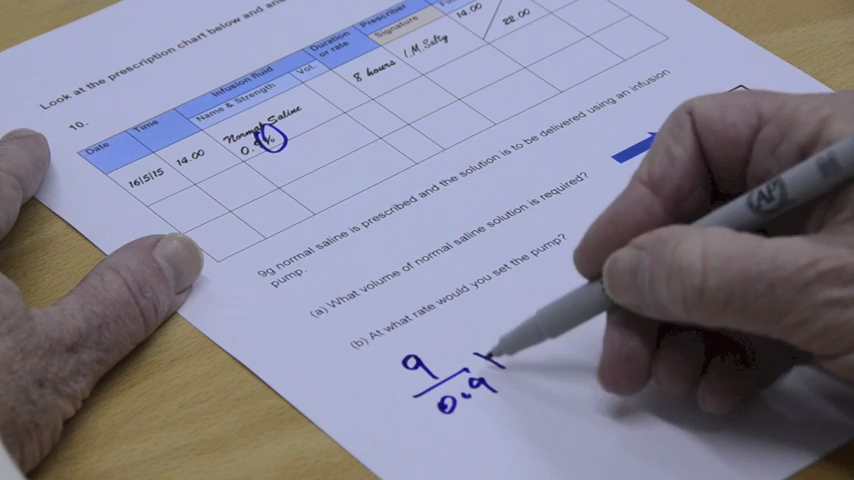 Look at the prescription chart below and
10.
Date Time Infusion fluid Duration or rate Prescriber
Name & Strength Vol. Signature
16/5/15 14.00 Normal Saline 0.9% 8 hours I.M.Salty 14.00 22.00
9g normal saline is prescribed and the solution is to be delivered using an infusion
pump.
(a) What volume of normal saline solution is required?
(b) At what rate would you set the pump?
9
0.9